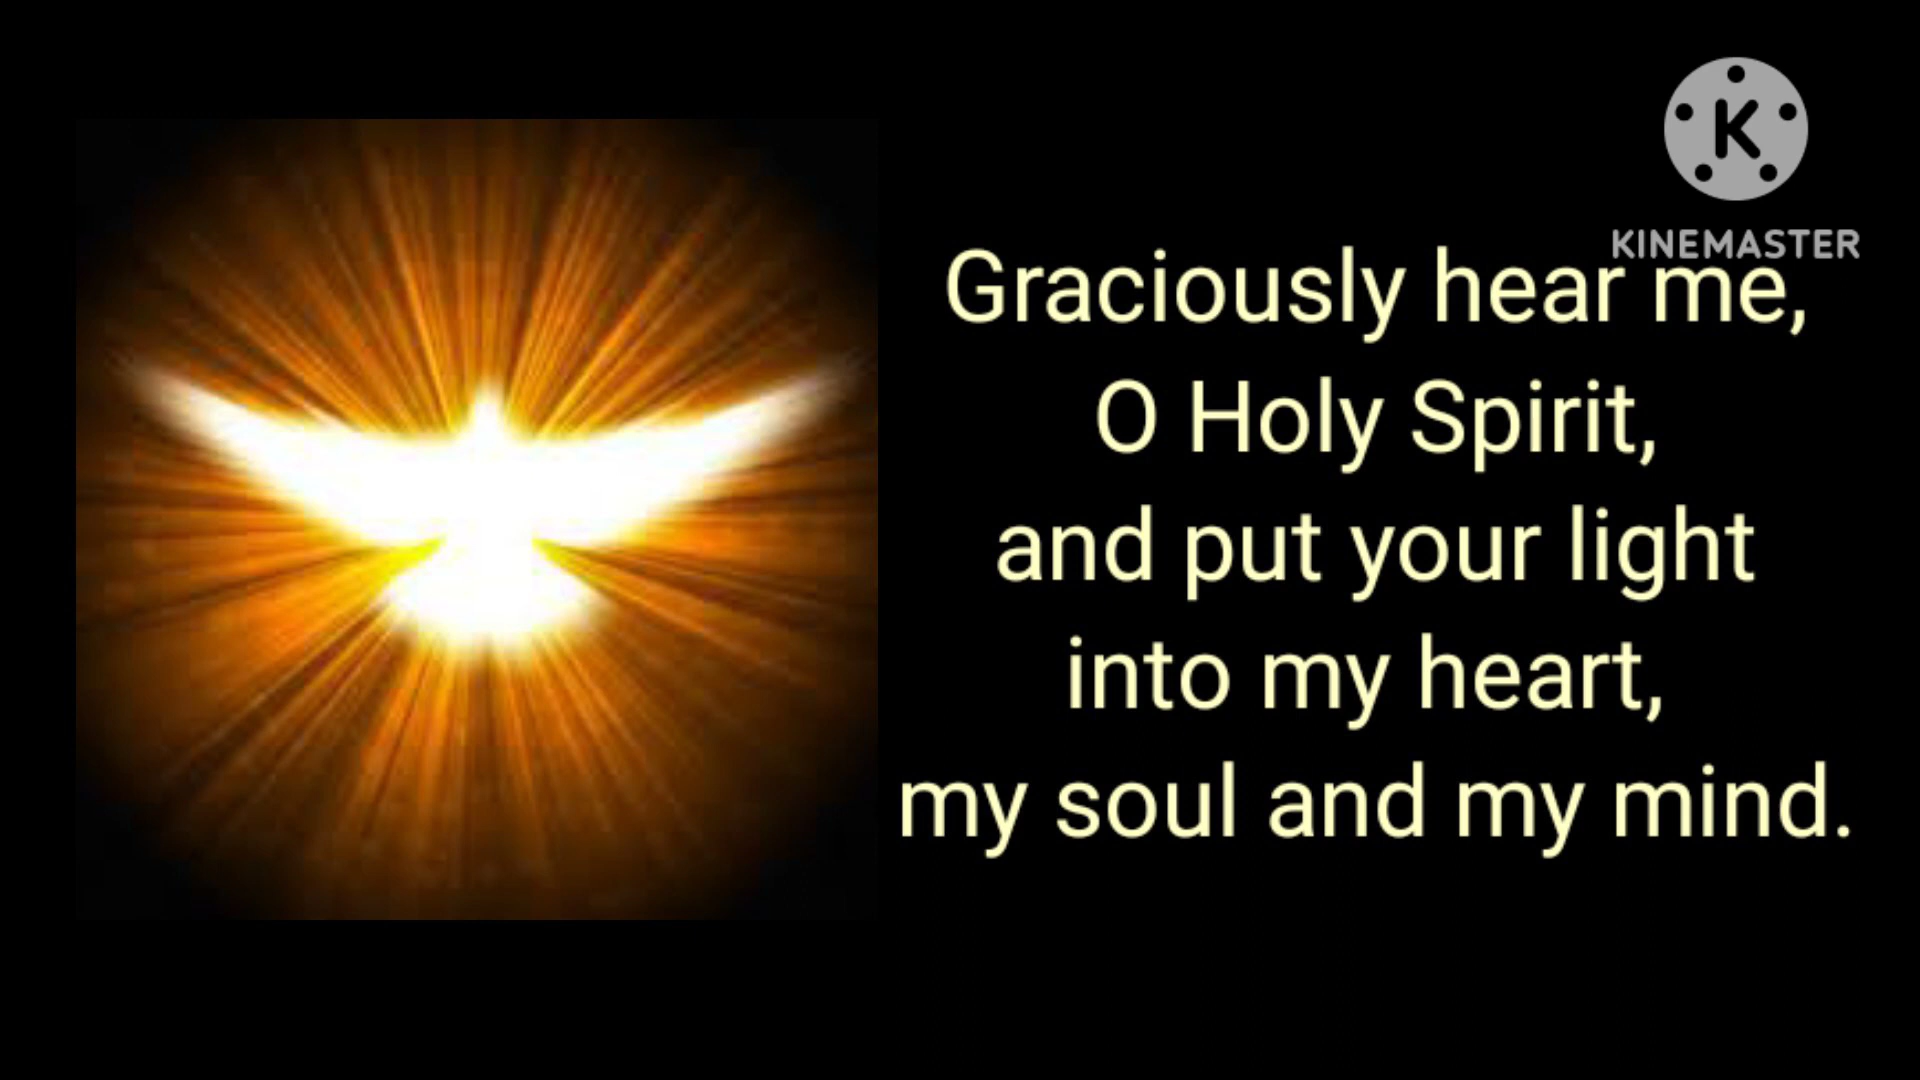 K
KINEMASTER
Graciously hear me,
O Holy Spirit,
and put your light
into my heart,
my soul and my mind.